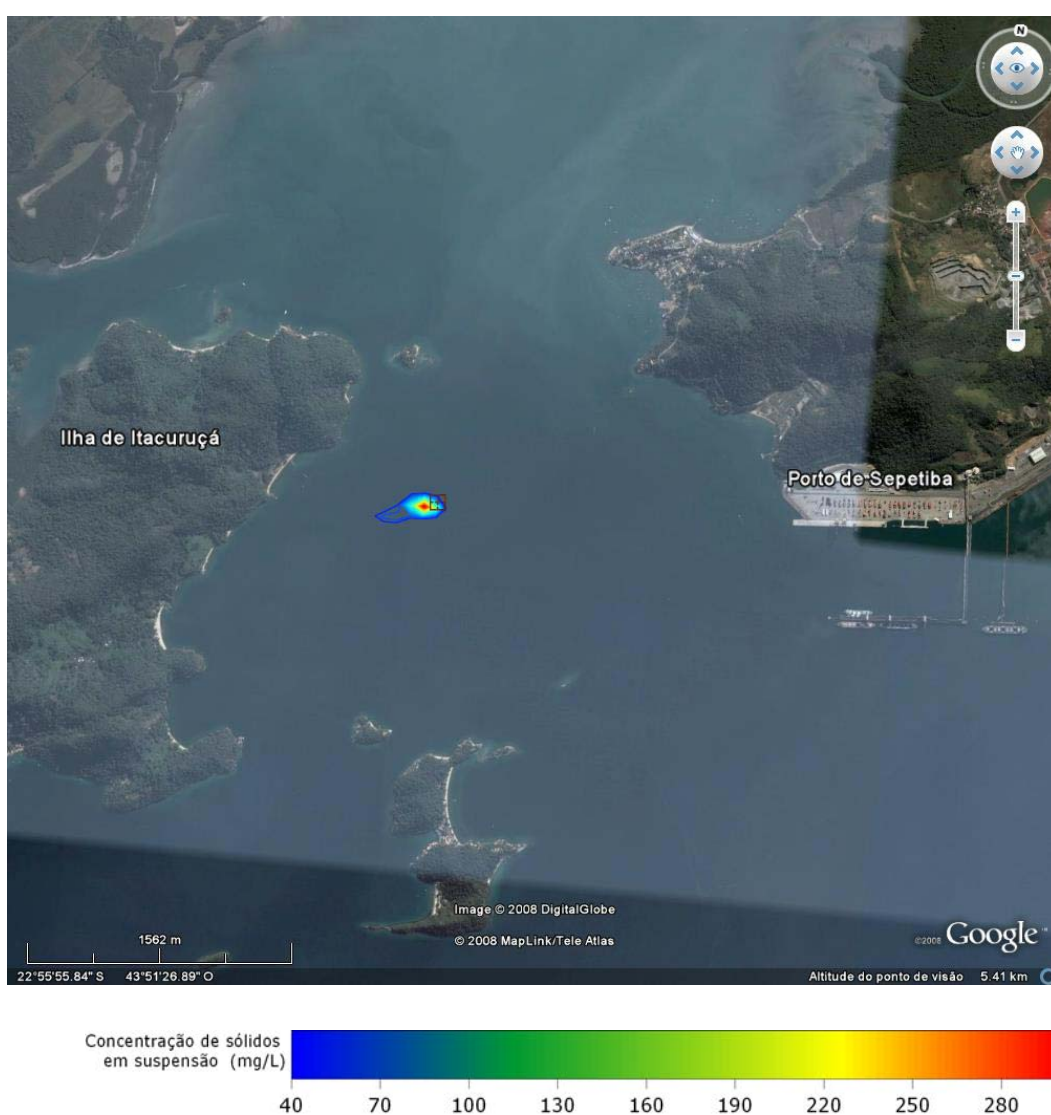 N
Ilha de Itacuruçá
Porto de Sepetiba
Image © 2008 DigitalGlobe
© 2008 MapLink/Tele Atlas
©2008 Google™
1562 m
22°55'55.84" S 43°51'26.89" O
Altitude do ponto de visão 5.41 km
Concentração de sólidos
em suspensão (mg/L)
40 70 100 130 160 190 220 250 280